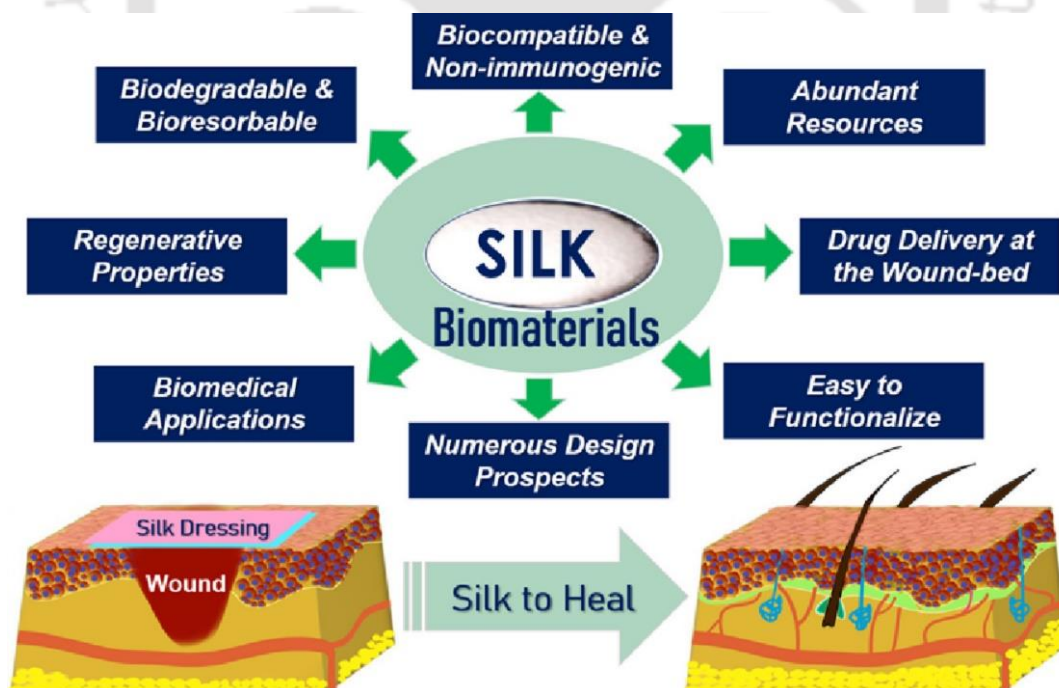 Biocompatible &
Non-immunogenic
Biodegradable &
Bioresorbable
Abundant
Resources
Regenerative
Properties
SILK
Biomaterials
Drug Delivery at
the Wound-bed
Biomedical
Applications
Easy to
Functionalize
Numerous Design
Prospects
Silk Dressing
Wound
Silk to Heal